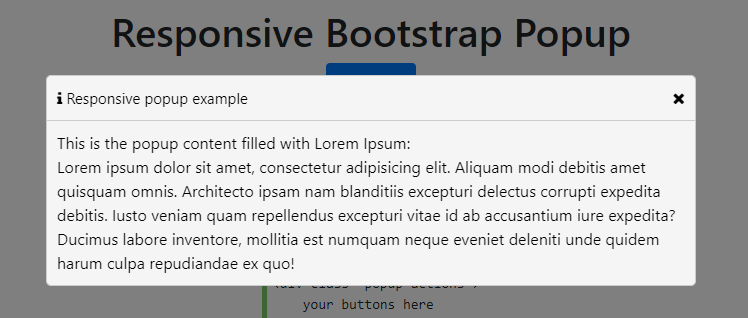 Responsive Bootstrap Popup
Responsive popup example
This is the popup content filled with Lorem Ipsum:
Lorem ipsum dolor sit amet, consectetur adipisicing elit. Aliquam modi debitis amet
quisquam omnis. Architecto ipsam nam blanditiis excepturi delectus corrupti expedita
debitis. Iusto veniam quam repellendus excepturi vitae id ab accusantium iure expedita?
Ducimus labore inventore, mollitia est numquam neque eveniet deleniti unde quidem
harum culpa repudiandae ex quo!
your buttons here